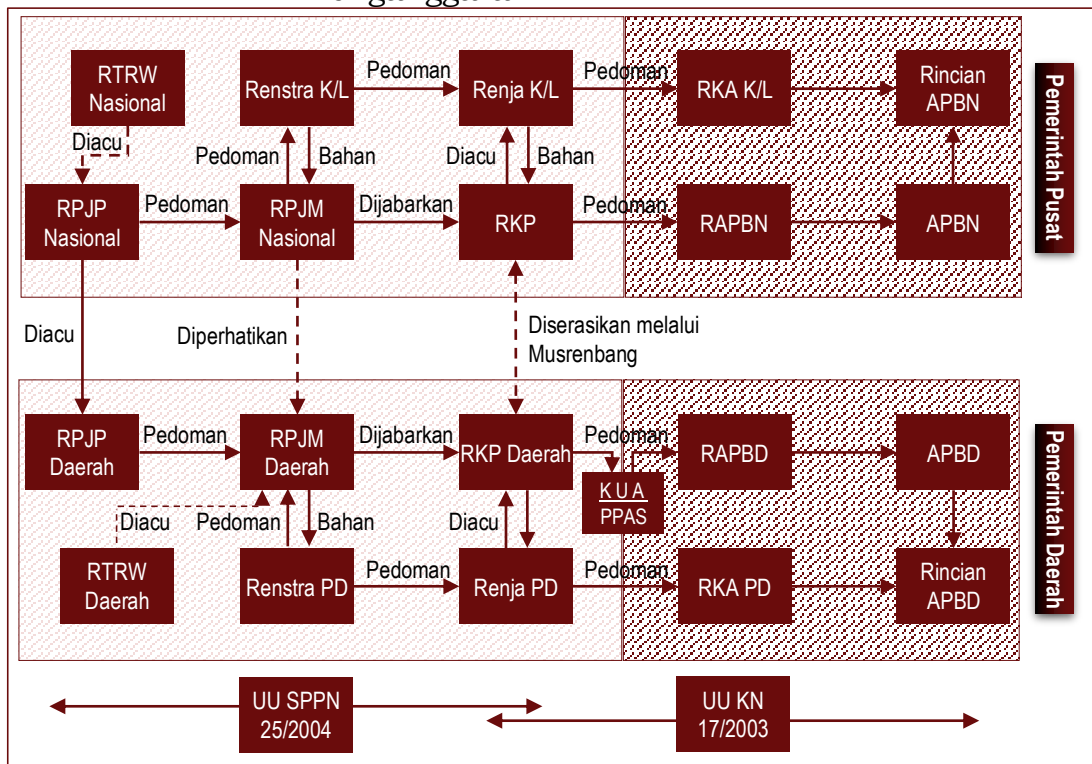 RTRW
Nasional
Renstra K/L
Pedoman
Renja K/L
Pedoman
RKA K/L
Rincian
APBN
Diacu
Pedoman
Bahan
Diacu
Bahan
RPJP
Nasional
Pedoman
RPJM
Nasional
Dijabarkan
RKP
Pedoman
RAPBN
APBN
Pemerintah Pusat
Diacu
Diperhatikan
Diserasikan melalui
Musrenbang
RPJP
Daerah
Pedoman
RPJM
Daerah
Dijabarkan
RKP Daerah
Pedoman
K U A
PPAS
RAPBD
APBD
Diacu
Pedoman
Bahan
Diacu
RTRW
Daerah
Renstra PD
Pedoman
Renja PD
Pedoman
RKA PD
Rincian
APBD
Pemerintah Daerah
UU SPPN
25/2004
UU KN
17/2003